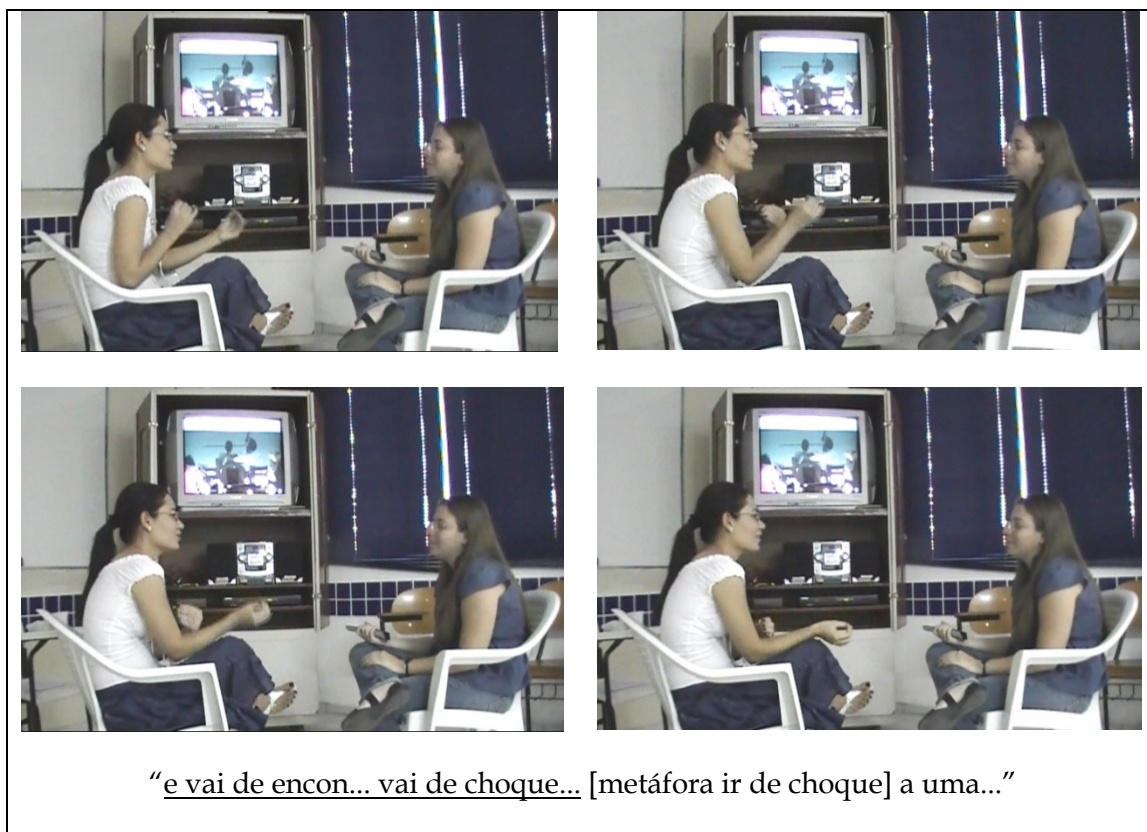 “e vai de encon... vai de choque... [metáfora ir de choque] a uma...”